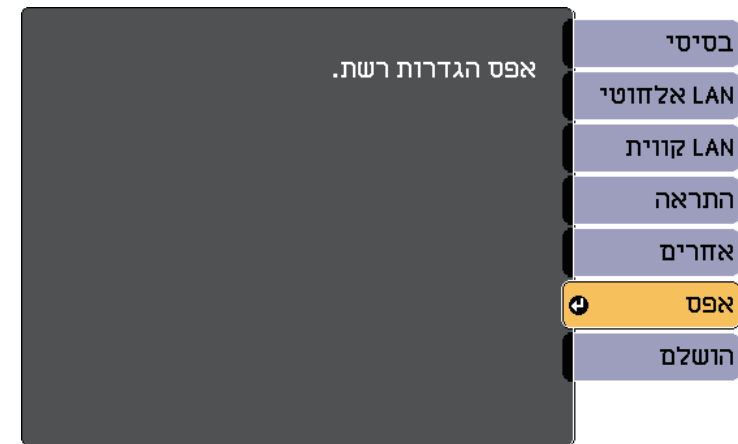 בסיסי
LAN אלחוטי
LAN קווית
התראה
אחרים
אפס
הושלם
אפס הגדרות רשת.